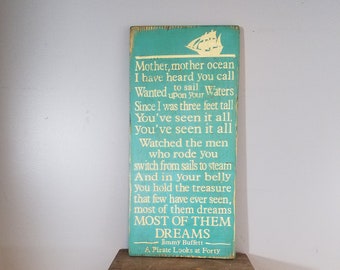 Mother, mother ocean
I have heard you call
Wanted to sail upon your Waters
Since I was three feet tall
You've seen it all,
you've seen it all
Watched the men
who rode you
switch from sails to steam
And in your belly
you hold the treasure
that few have ever seen,
most of them dreams
MOST OF THEM
DREAMS
Jimmy Buffett
A Pirate Looks at Forty